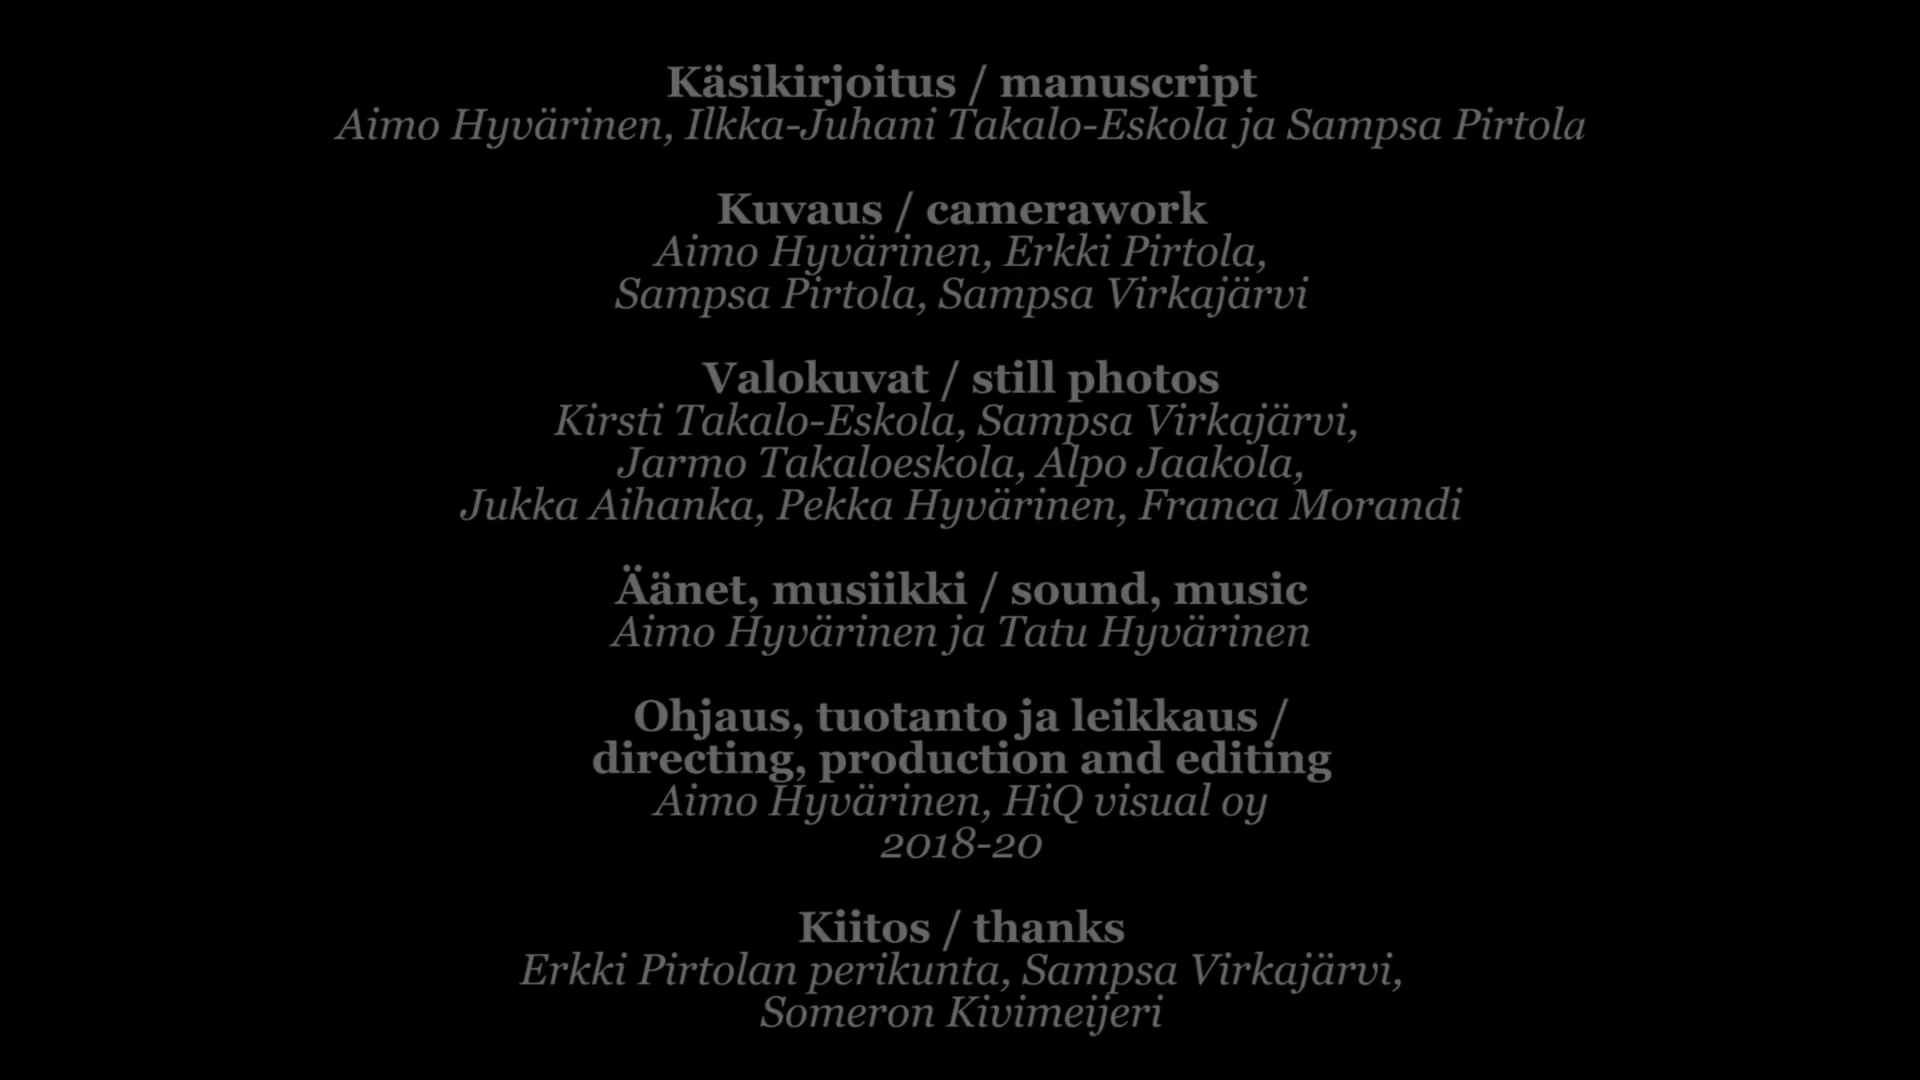 Käsikirjoitus / manuscript
Aimo Hyvärinen, Ilkka-Juhani Takalo-Eskola ja Sampsa Pirtola
Kuvaus / camerawork
Aimo Hyvärinen, Erkki Pirtola,
Sampsa Pirtola, Sampsa Virkajärvi
Valokuvat / still photos
Kirsti Takalo-Eskola, Sampsa Virkajärvi,
Jarmo Takaloeskola, Alpo Jaakola,
Jukka Aihanka, Pekka Hyvärinen, Franca Morandi
Äänet, musiikki / sound, music
Aimo Hyvärinen ja Tatu Hyvärinen
Ohjaus, tuotanto ja leikkaus /
directing, production and editing
Aimo Hyvärinen, HiQ visual oy
2018-20
Kiitos / thanks
Erkki Pirtolan perikunta, Sampsa Virkajärvi,
Someron Kivimeijeri